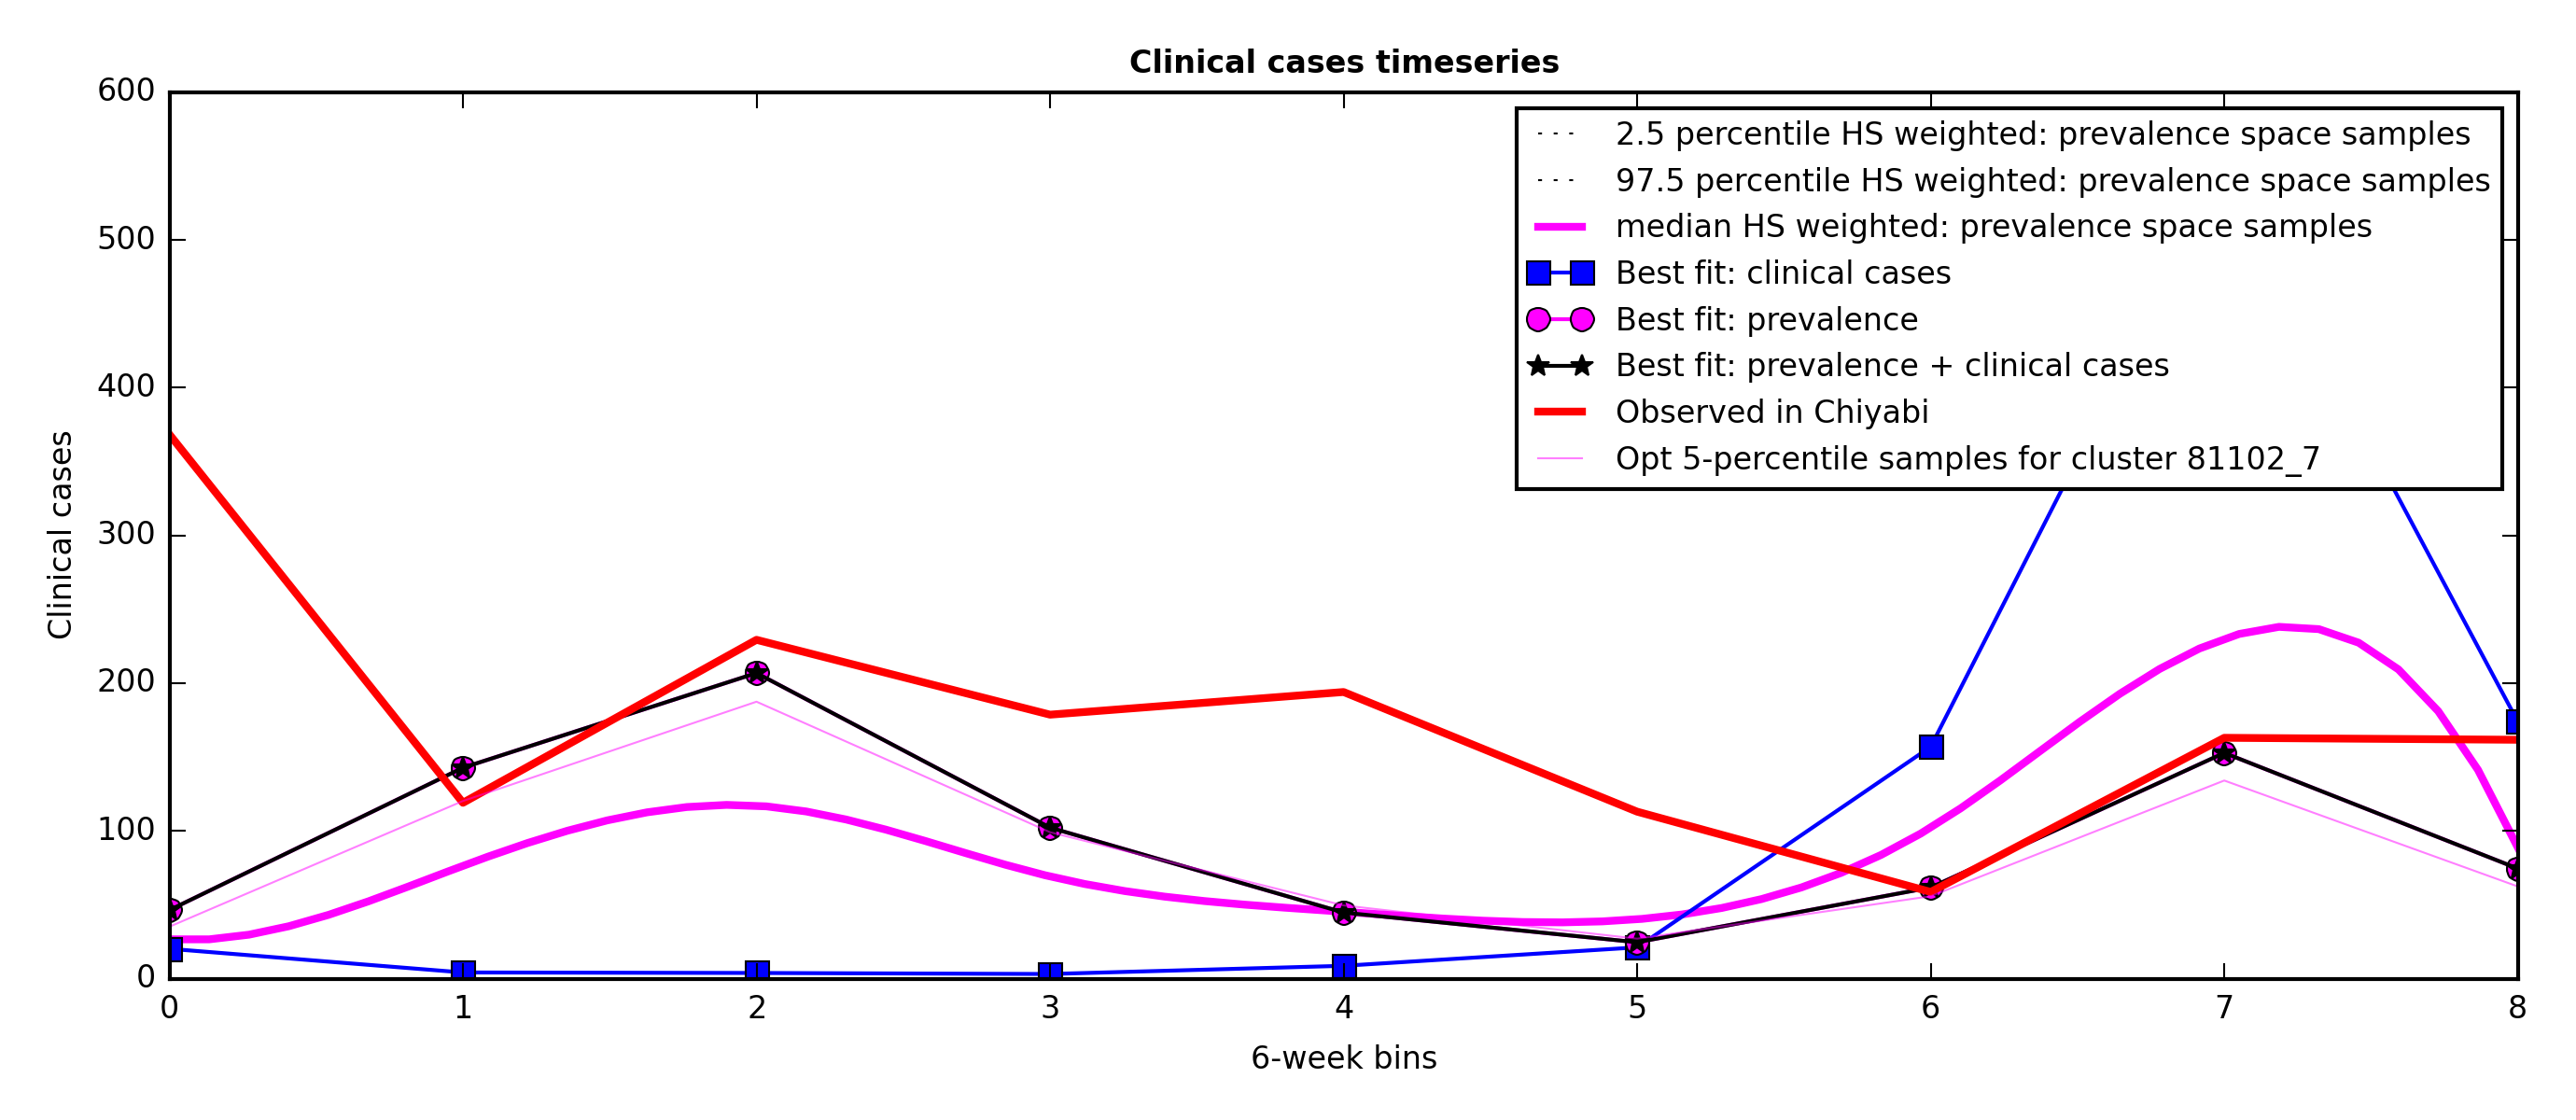 Clinical cases timeseries
600
500
400
300
200
100
0
Clinical cases
2.5 percentile HS weighted: prevalence space samples
97.5 percentile HS weighted: prevalence space samples
median HS weighted: prevalence space samples
Best fit: clinical cases
Best fit: prevalence
Best fit: prevalence + clinical cases
Observed in Chiyabi
Opt 5-percentile samples for cluster 81102_7
0 1 2 3 4 5 6 7 8
6-week bins